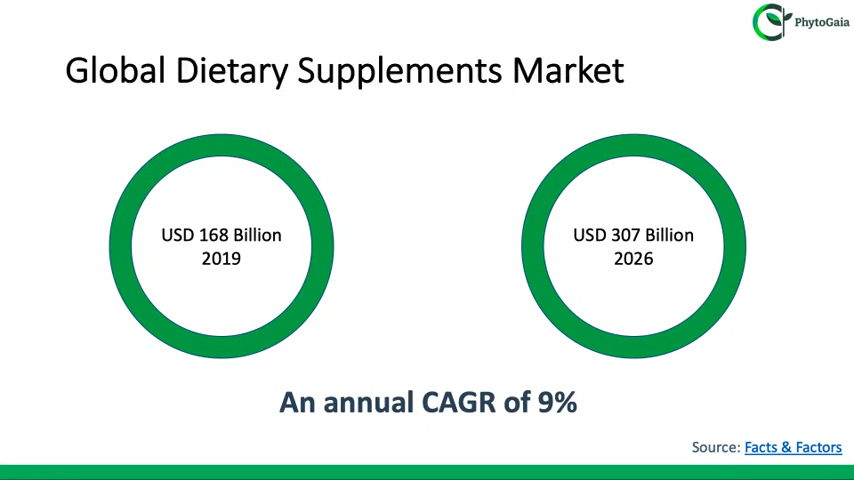 PhytoGaia
Global Dietary Supplements Market
USD 168 Billion
2019
USD 307 Billion
2026
An annual CAGR of 9%
Source: Facts & Factors